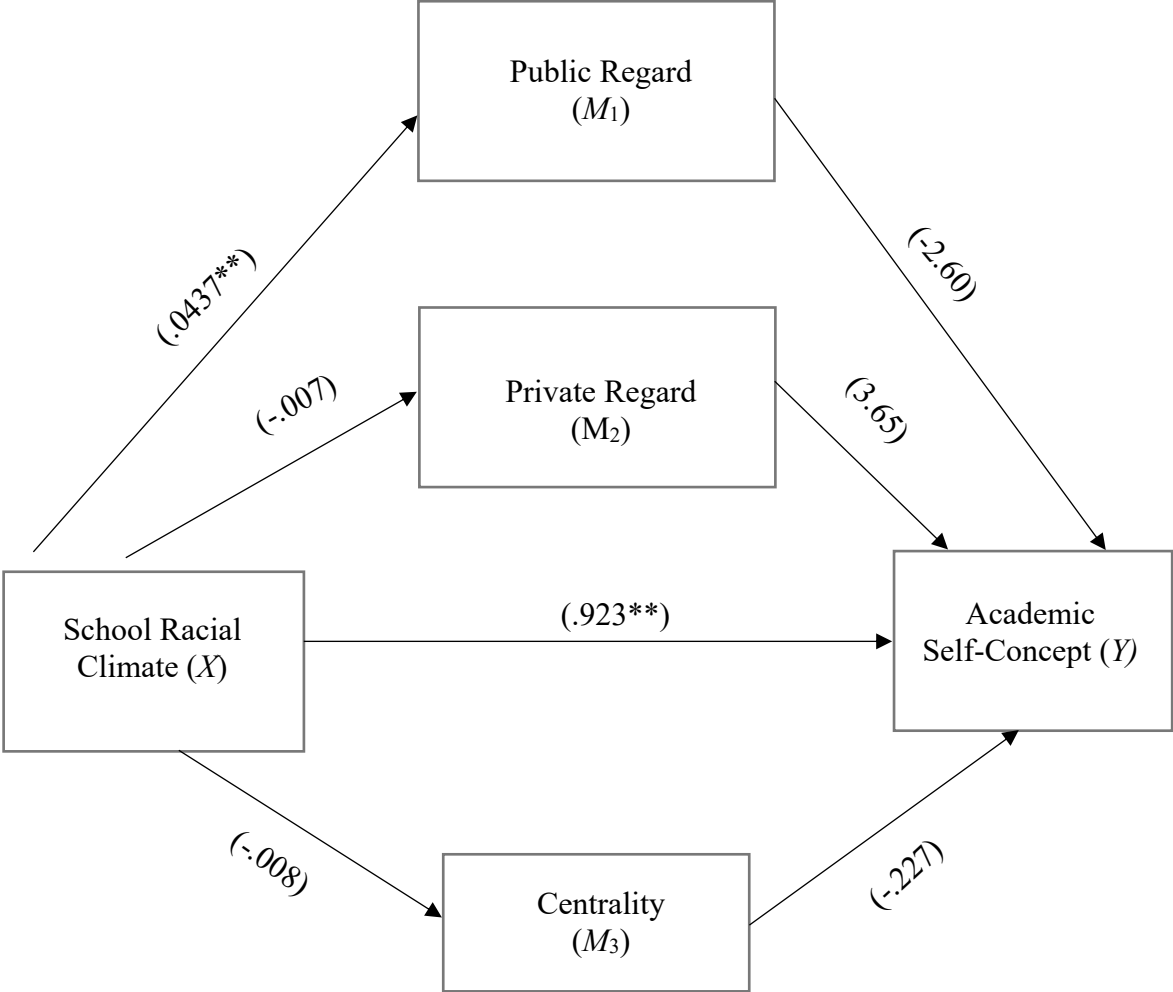 Public Regard
(M₁)
(.0437**)
(-2.60)
Private Regard
(M₂)
(-.007)
(3.65)
School Racial
Climate (X)
(.923**)
Academic
Self-Concept (Y)
(-.008)
(-.227)
Centrality
(M₃)